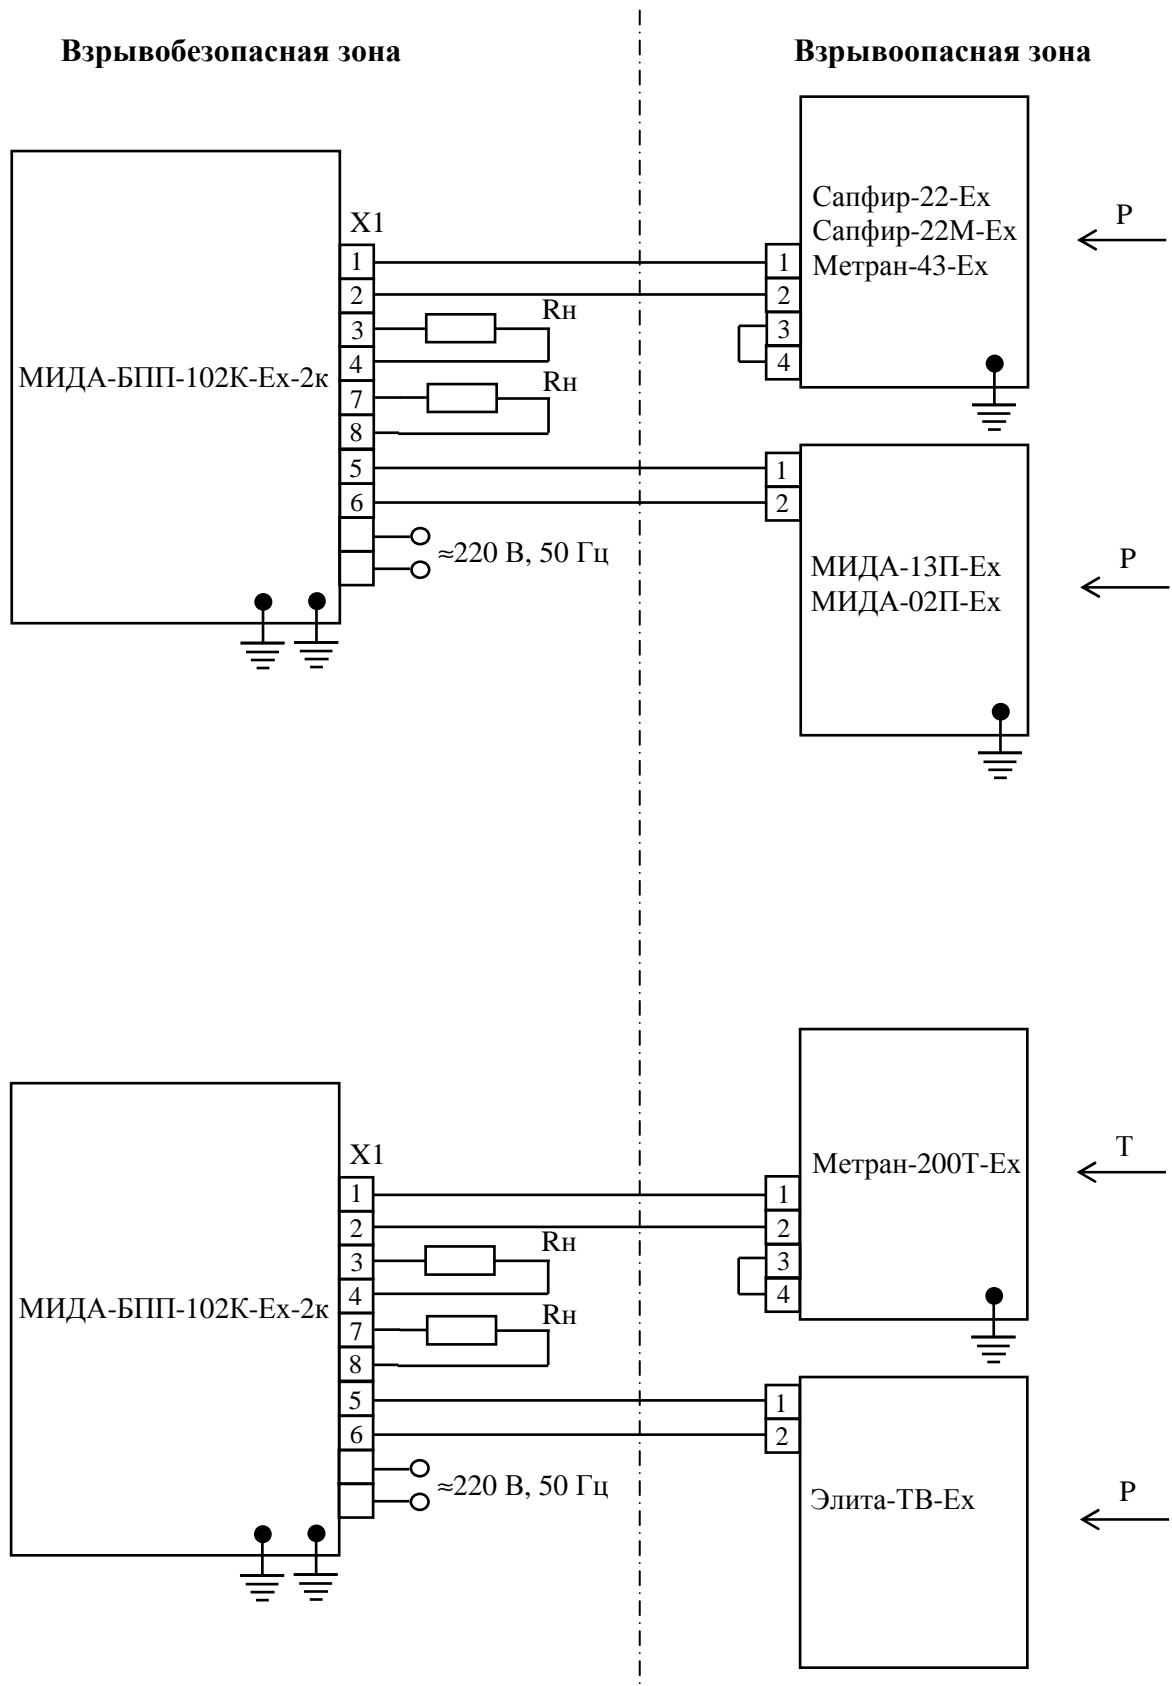 Взрывобезопасная зона
Взрывоопасная зона
МИДА-БПП-102К-Ех-2к
X1
1
2
3
4
7
8
5
6
Rн
Rн
≈220 В, 50 Гц
1
2
3
4
Сапфир-22-Ех
Сапфир-22М-Ех
Метран-43-Ех
P
1
2
МИДА-13П-Ех
МИДА-02П-Ех
P
МИДА-БПП-102К-Ех-2к
X1
1
2
3
4
7
8
5
6
Rн
Rн
≈220 В, 50 Гц
1
2
3
4
Метран-200Т-Ех
T
1
2
Элита-ТВ-Ех
P